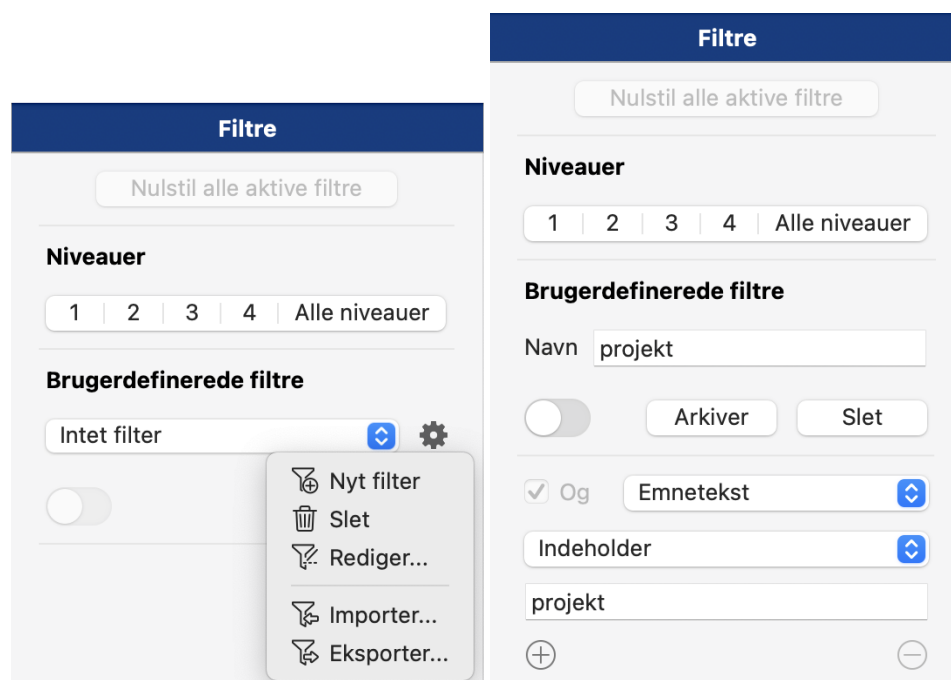 Filtre
Nulstil alle aktive filtre
Niveauer
1 2 3 4 Alle niveauer
Brugerdefinerede filtre
Intet filter
Nyt filter
Slet
Rediger...
Importer...
Eksporter...
Filtre
Nulstil alle aktive filtre
Niveauer
1 2 3 4 Alle niveauer
Brugerdefinerede filtre
Navn projekt
Arkiver Slet
Og Emnetekst
Indeholder
projekt